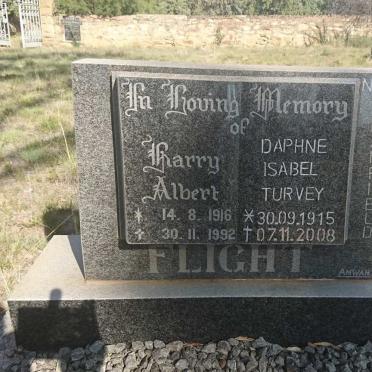 In Loving Memory
of
Harry
Albert
* 14. 8. 1916
✝ 30. 11. 1992
DAPHNE
ISABEL
TURVEY
* 30.09.1915
✝ 07.11.2008
FLIGHT